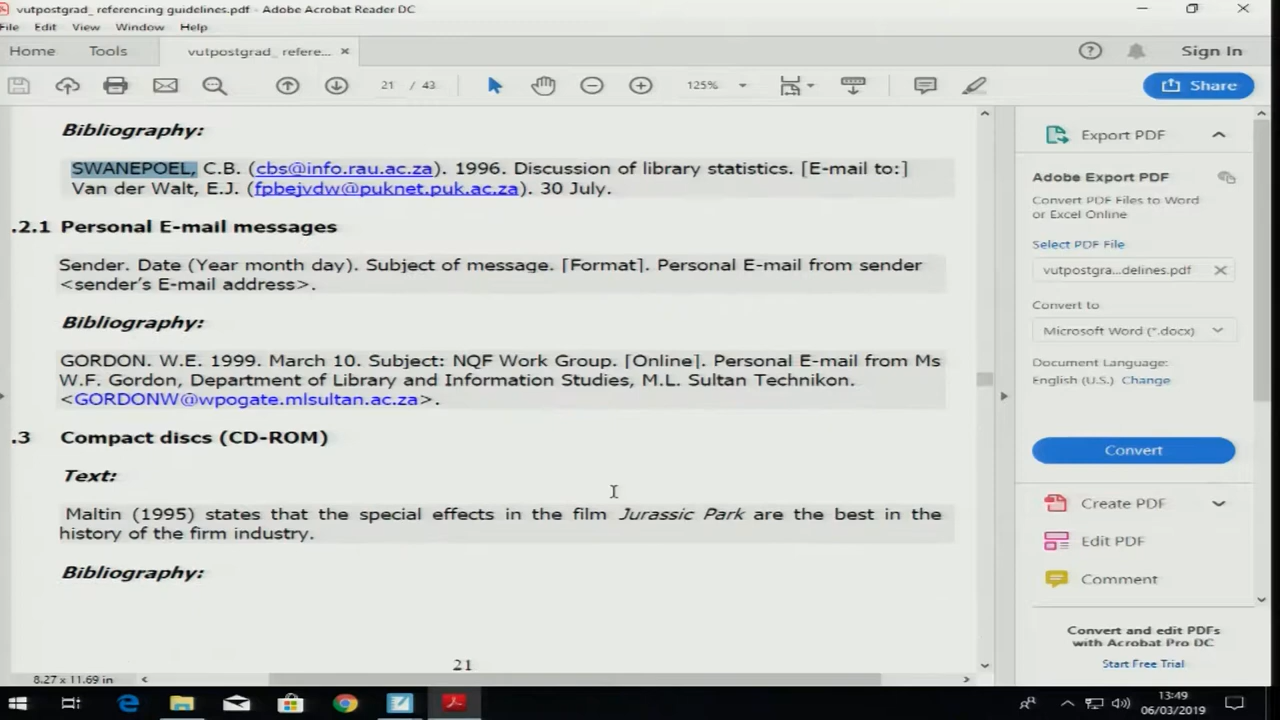 vutpostgrad_ referencing guidelines.pdf - Adobe Acrobat Reader DC
File Edit View Window Help
Home Tools vutpostgrad_ refere... ×
Sign In
21 / 43
125%
Share
Bibliography:
SWANEPOEL, C.B. (cbs@info.rau.ac.za). 1996. Discussion of library statistics. [E-mail to:]
Van der Walt, E.J. (fpbejvdw@puknet.puk.ac.za). 30 July.
.2.1 Personal E-mail messages
Sender. Date (Year month day). Subject of message. [Format]. Personal E-mail from sender
<sender's E-mail address>.
Bibliography:
GORDON. W.E. 1999. March 10. Subject: NQF Work Group. [Online]. Personal E-mail from Ms
W.F. Gordon, Department of Library and Information Studies, M.L. Sultan Technikon.
<GORDONW@wpogate.mlsultan.ac.za>.
.3 Compact discs (CD-ROM)
Text:
Maltin (1995) states that the special effects in the film Jurassic Park are the best in the
history of the firm industry.
Bibliography:
21
8.27 x 11.69 in
Export PDF
Adobe Export PDF
Convert PDF Files to Word
or Excel Online
Select PDF File
vutpostgra...delines.pdf
Convert to
Microsoft Word (*.docx)
Document Language:
English (U.S.) Change
Convert
Create PDF
Edit PDF
Comment
Convert and edit PDFs
with Acrobat Pro DC
Start Free Trial
13:49
06/03/2019